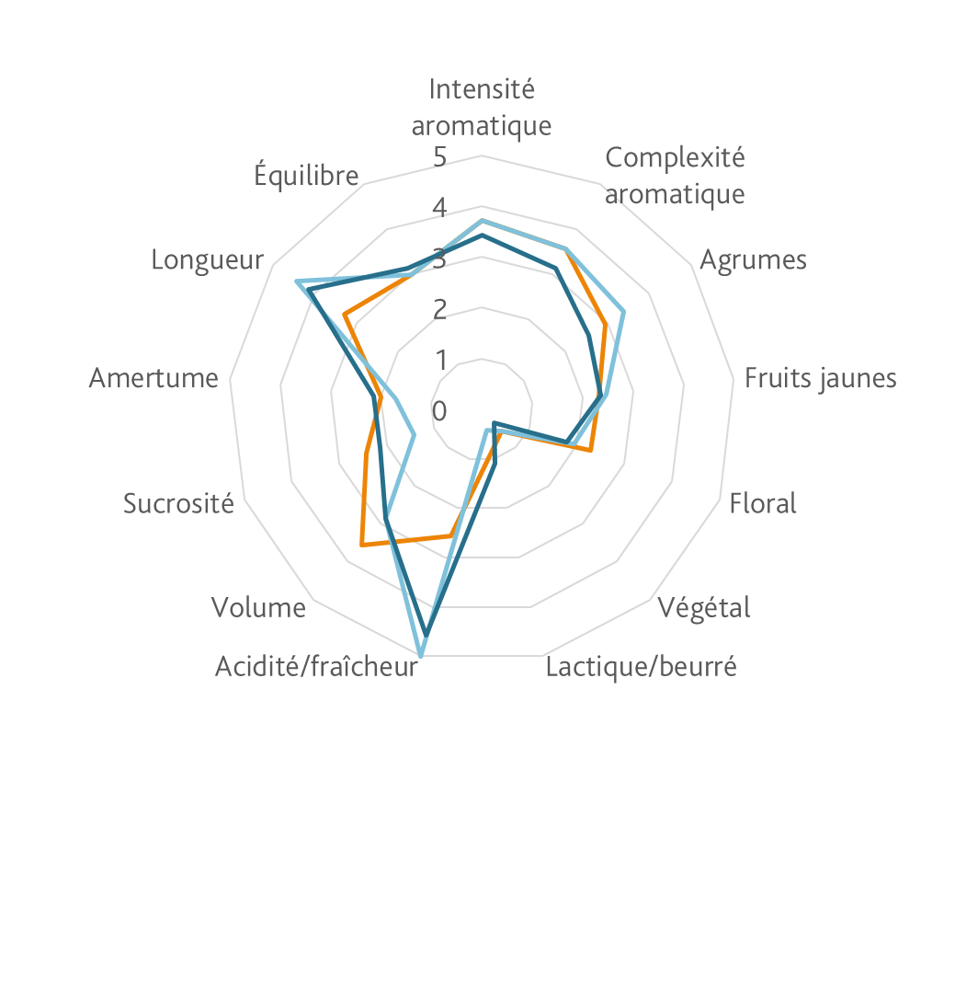 Intensité
aromatique
Complexité
aromatique
Agrumes
Fruits jaunes
Floral
Végétal
Lactique/beurré
Acidité/fraîcheur
Volume
Sucrosité
Amertume
Longueur
Équilibre
5
4
3
2
1
0